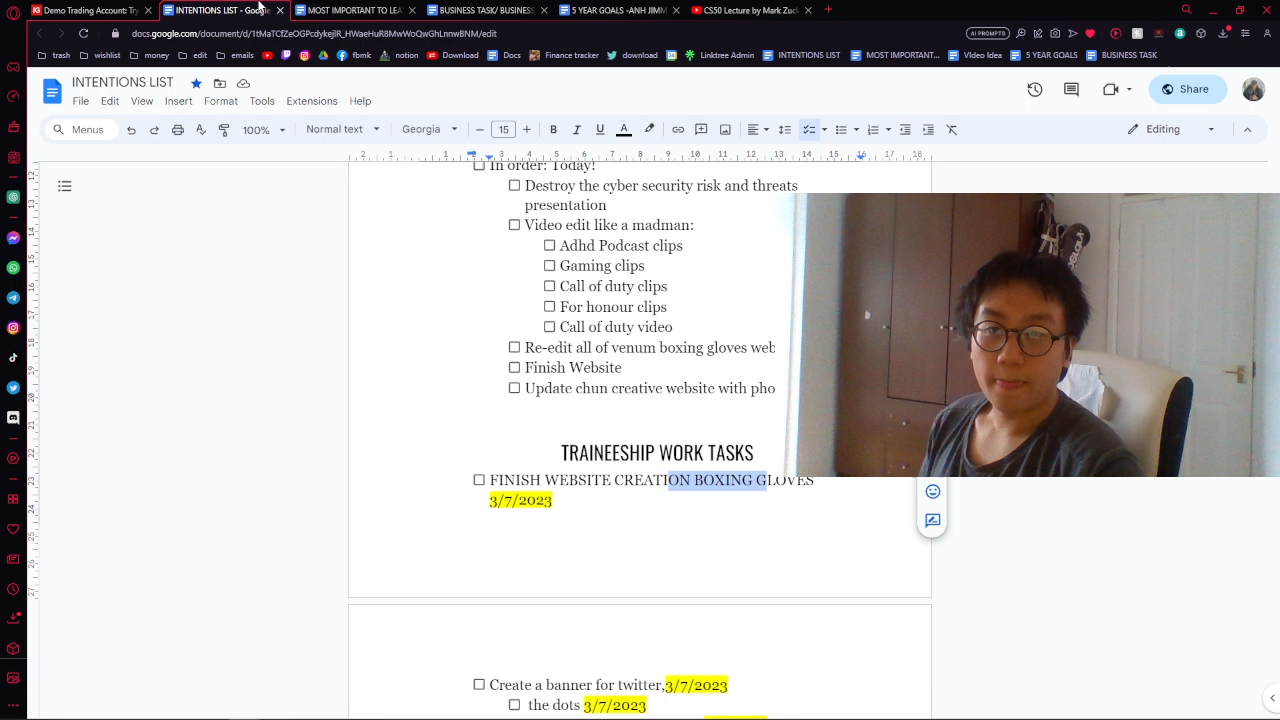 Demo Trading Account: Try
INTENTIONS LIST - Google
MOST IMPORTANT TO LEA
BUSINESS TASK/ BUSINESS
5 YEAR GOALS -ANH JIMM
CS50 Lecture by Mark Zuck
docs.google.com/document/d/
AI PROMPTS
trash
wishlist
money
edit
emails
fbmk
notion
Download
Docs
Finance tracker
download
Linktree Admin
INTENTIONS LIST
MOST IMPORTANT...
VIdeo Idea
5 YEAR GOALS
BUSINESS TASK
INTENTIONS LIST
File Edit View Insert Format Tools Extensions Help
Share
Menus 100% Normal text Georgia 15 Editing
In order: Today!
Destroy the cyber security risk and threats
presentation
Video edit like a madman:
Adhd Podcast clips
Gaming clips
Call of duty clips
For honour clips
Call of duty video
Re-edit all of venum boxing gloves web
Finish Website
Update chun creative website with pho
TRAINEESHIP WORK TASKS
FINISH WEBSITE CREATION BOXING GLOVES
3/7/2023
Create a banner for twitter,3/7/2023
the dots 3/7/2023